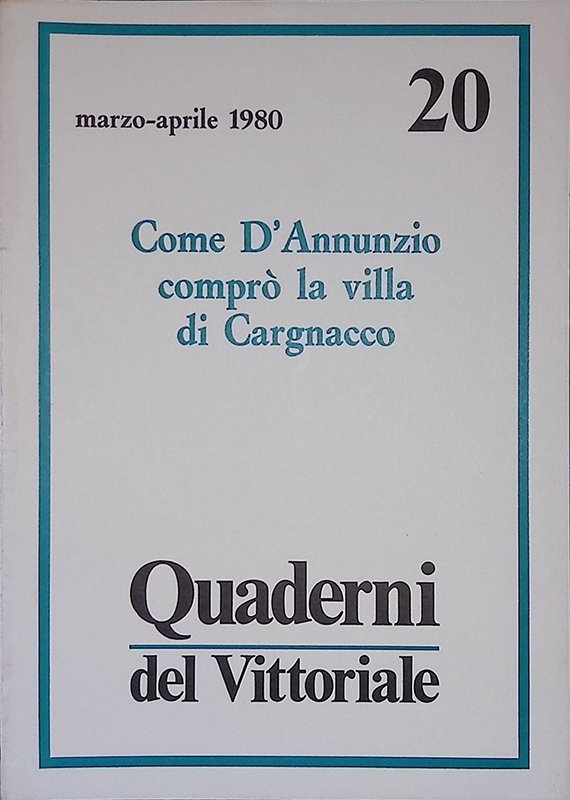 marzo-aprile 1980
20
Come D'Annunzio
comprò la villa
di Cargnacco
Quaderni
del Vittoriale